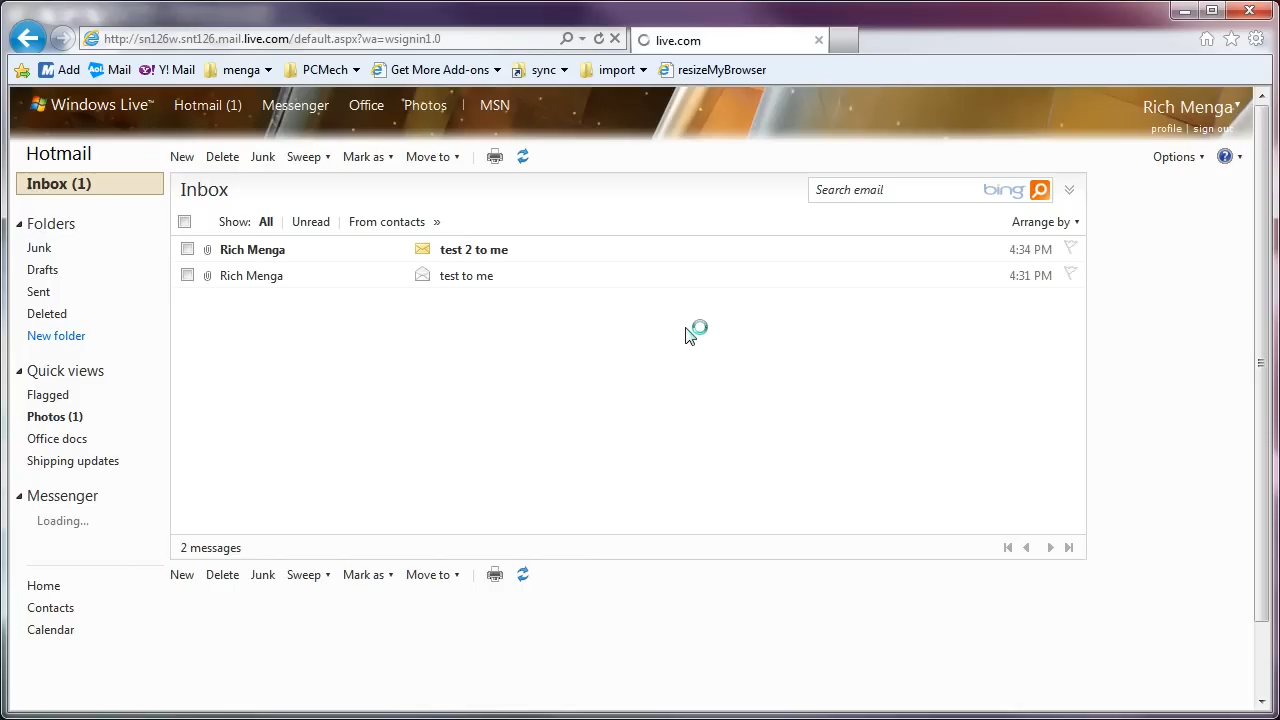 http://sn126w.snt126.mail.live.com/default.aspx?wa=wsignin1.0
live.com
Add Mail Y! Mail menga PCMech Get More Add-ons sync import resizeMyBrowser
Windows Live™ Hotmail (1) Messenger Office Photos MSN
Rich Menga
profile | sign out
Hotmail
New Delete Junk Sweep Mark as Move to
Options
Inbox (1)
Inbox
Search email bing
Folders
Show: All Unread From contacts »
Arrange by
Junk
Rich Menga test 2 to me 4:34 PM
Drafts
Rich Menga test to me 4:31 PM
Sent
Deleted
New folder
Quick views
Flagged
Photos (1)
Office docs
Shipping updates
Messenger
Loading...
2 messages
New Delete Junk Sweep Mark as Move to
Home
Contacts
Calendar